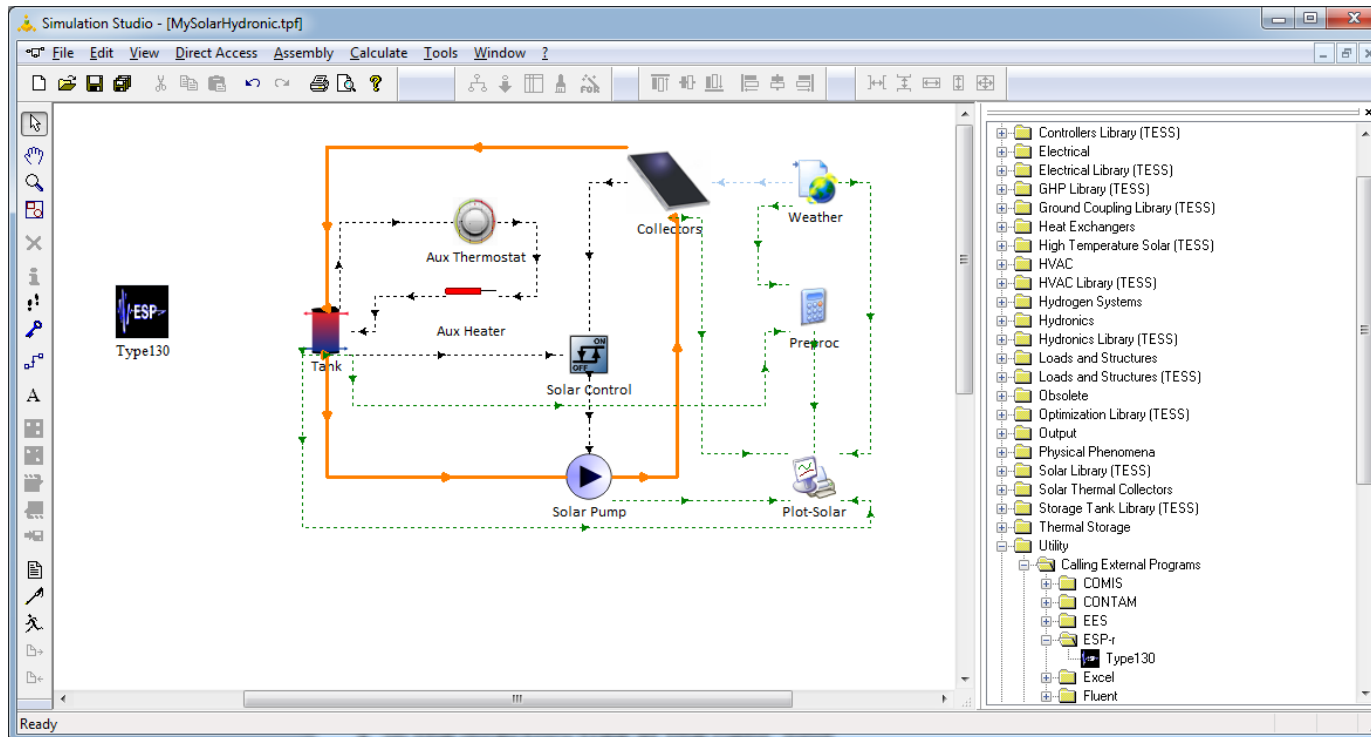 Simulation Studio - [MySolarHydronic.tpf]
File Edit View Direct Access Assembly Calculate Tools Window ?
FOR
A
Collectors
Weather
Aux Thermostat
ESP-r
Type130
Tank
Aux Heater
Preproc
ON
OFF
Solar Control
Solar Pump
Plot-Solar
Controllers Library (TESS)
Electrical
Electrical Library (TESS)
GHP Library (TESS)
Ground Coupling Library (TESS)
Heat Exchangers
High Temperature Solar (TESS)
HVAC
HVAC Library (TESS)
Hydrogen Systems
Hydronics
Hydronics Library (TESS)
Loads and Structures
Loads and Structures (TESS)
Obsolete
Optimization Library (TESS)
Output
Physical Phenomena
Solar Library (TESS)
Solar Thermal Collectors
Storage Tank Library (TESS)
Thermal Storage
Utility
Calling External Programs
COMIS
CONTAM
EES
ESP-r
Type130
Excel
Fluent
Ready